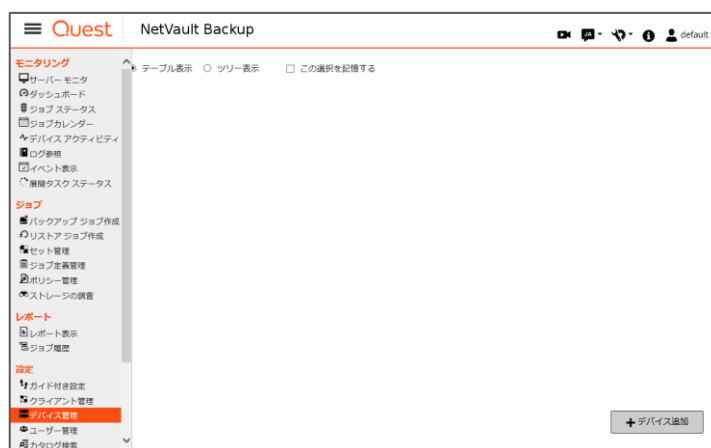 Quest
NetVault Backup
JA
default
モニタリング
サーバー モニタ
ダッシュボード
ジョブ ステータス
ジョブカレンダー
デバイス アクティビティ
ログ参照
イベント表示
展開タスク ステータス
ジョブ
バックアップ ジョブ作成
リストア ジョブ作成
セット管理
ジョブ定義管理
ポリシー管理
ストレージの調査
レポート
レポート表示
ジョブ履歴
設定
ガイド付き設定
クライアント管理
デバイス管理
ユーザー管理
カタログ検索
テーブル表示 ツリー表示 この選択を記憶する
デバイス追加